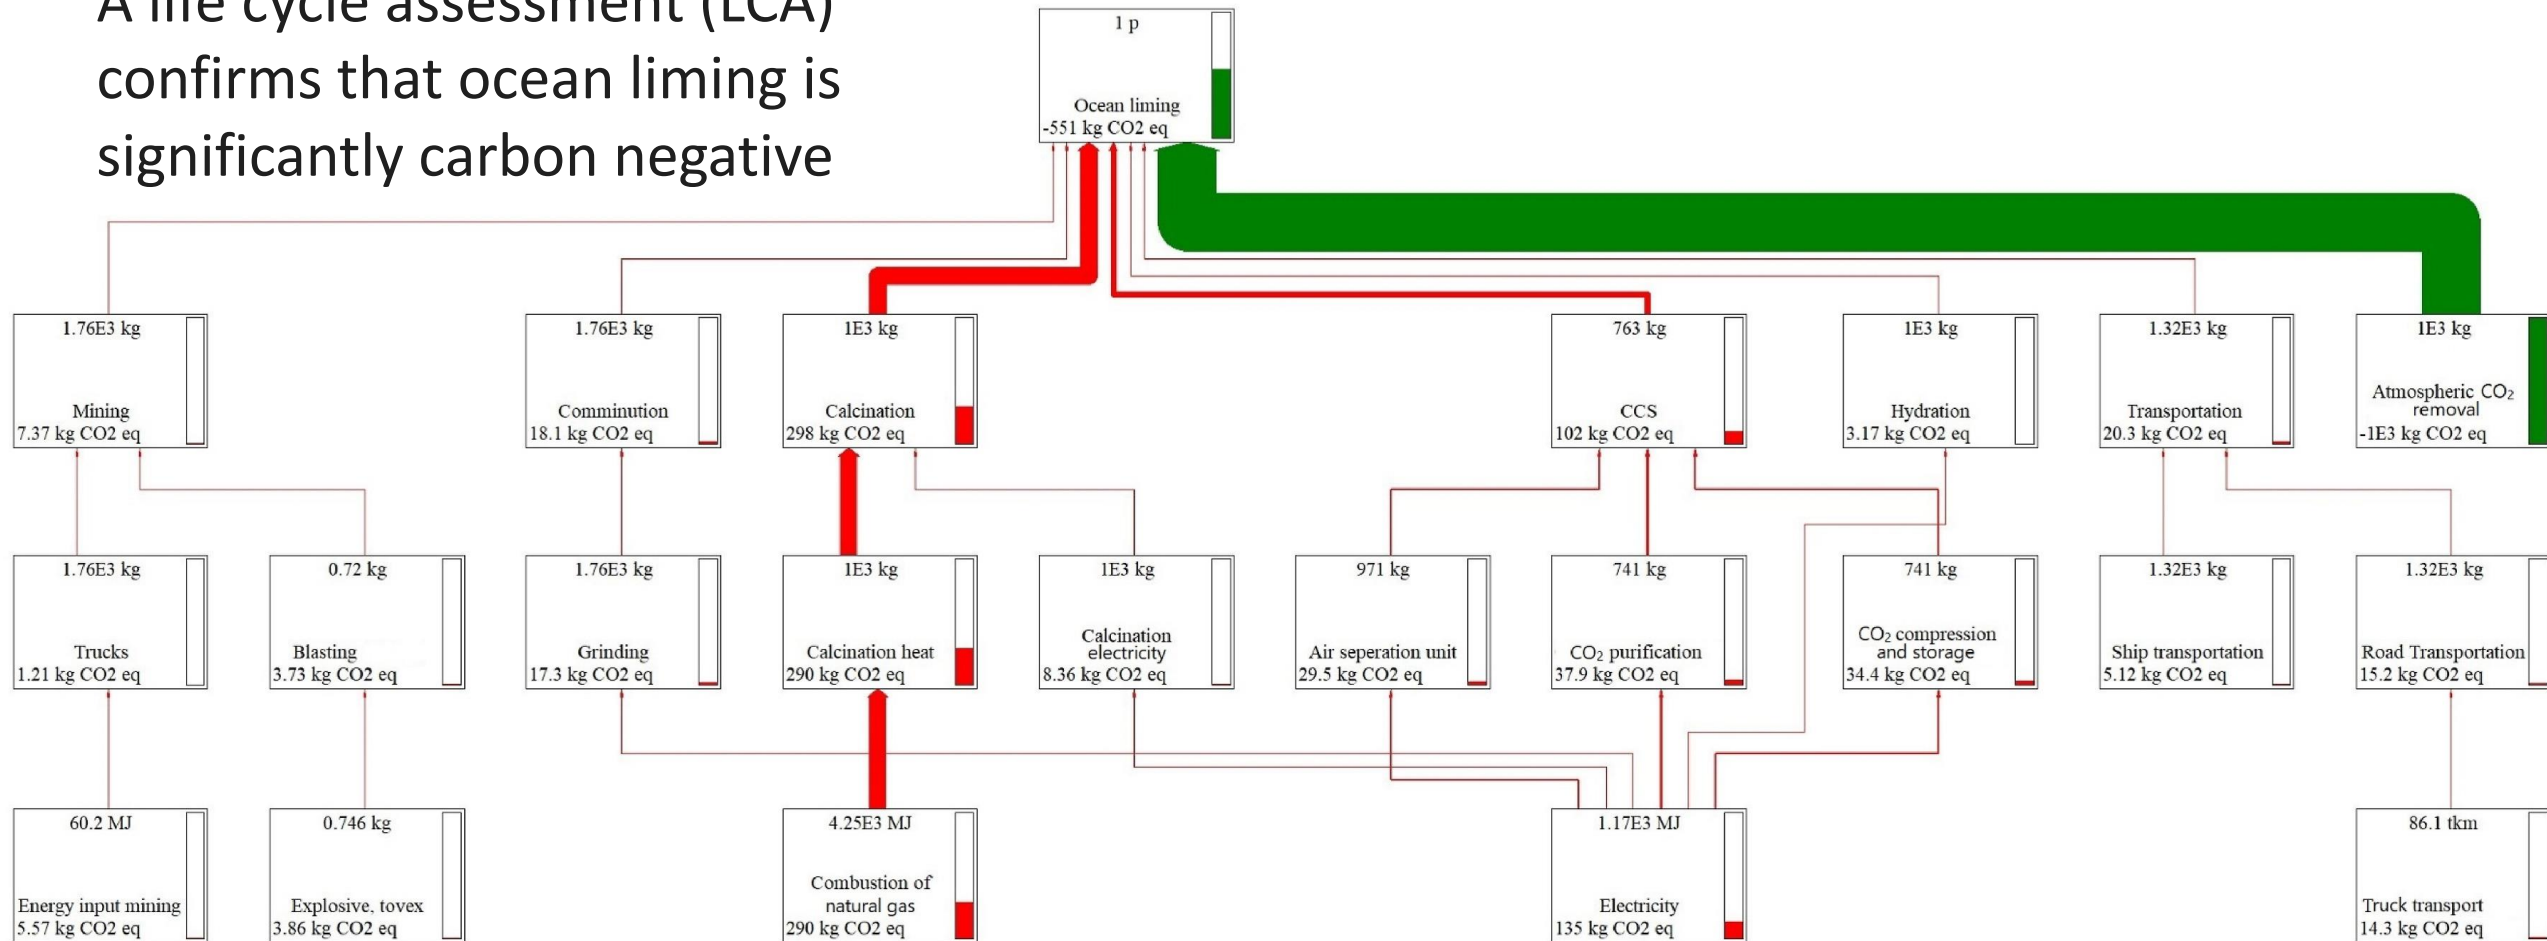 A life cycle assessment (LCA)
confirms that ocean liming is
significantly carbon negative
1 p
Ocean liming
-551 kg CO2 eq
1.76E3 kg
Mining
7.37 kg CO2 eq
1.76E3 kg
Comminution
18.1 kg CO2 eq
1E3 kg
Calcination
298 kg CO2 eq
763 kg
CCS
102 kg CO2 eq
1E3 kg
Hydration
3.17 kg CO2 eq
1.32E3 kg
Transportation
20.3 kg CO2 eq
1E3 kg
Atmospheric CO₂
removal
-1E3 kg CO2 eq
1.76E3 kg
Trucks
1.21 kg CO2 eq
0.72 kg
Blasting
3.73 kg CO2 eq
1.76E3 kg
Grinding
17.3 kg CO2 eq
1E3 kg
Calcination heat
290 kg CO2 eq
1E3 kg
Calcination
electricity
8.36 kg CO2 eq
971 kg
Air seperation unit
29.5 kg CO2 eq
741 kg
CO₂ purification
37.9 kg CO2 eq
741 kg
CO₂ compression
and storage
34.4 kg CO2 eq
1.32E3 kg
Ship transportation
5.12 kg CO2 eq
1.32E3 kg
Road Transportation
15.2 kg CO2 eq
60.2 MJ
Energy input mining
5.57 kg CO2 eq
0.746 kg
Explosive, tovex
3.86 kg CO2 eq
4.25E3 MJ
Combustion of
natural gas
290 kg CO2 eq
1.17E3 MJ
Electricity
135 kg CO2 eq
86.1 tkm
Truck transport
14.3 kg CO2 eq